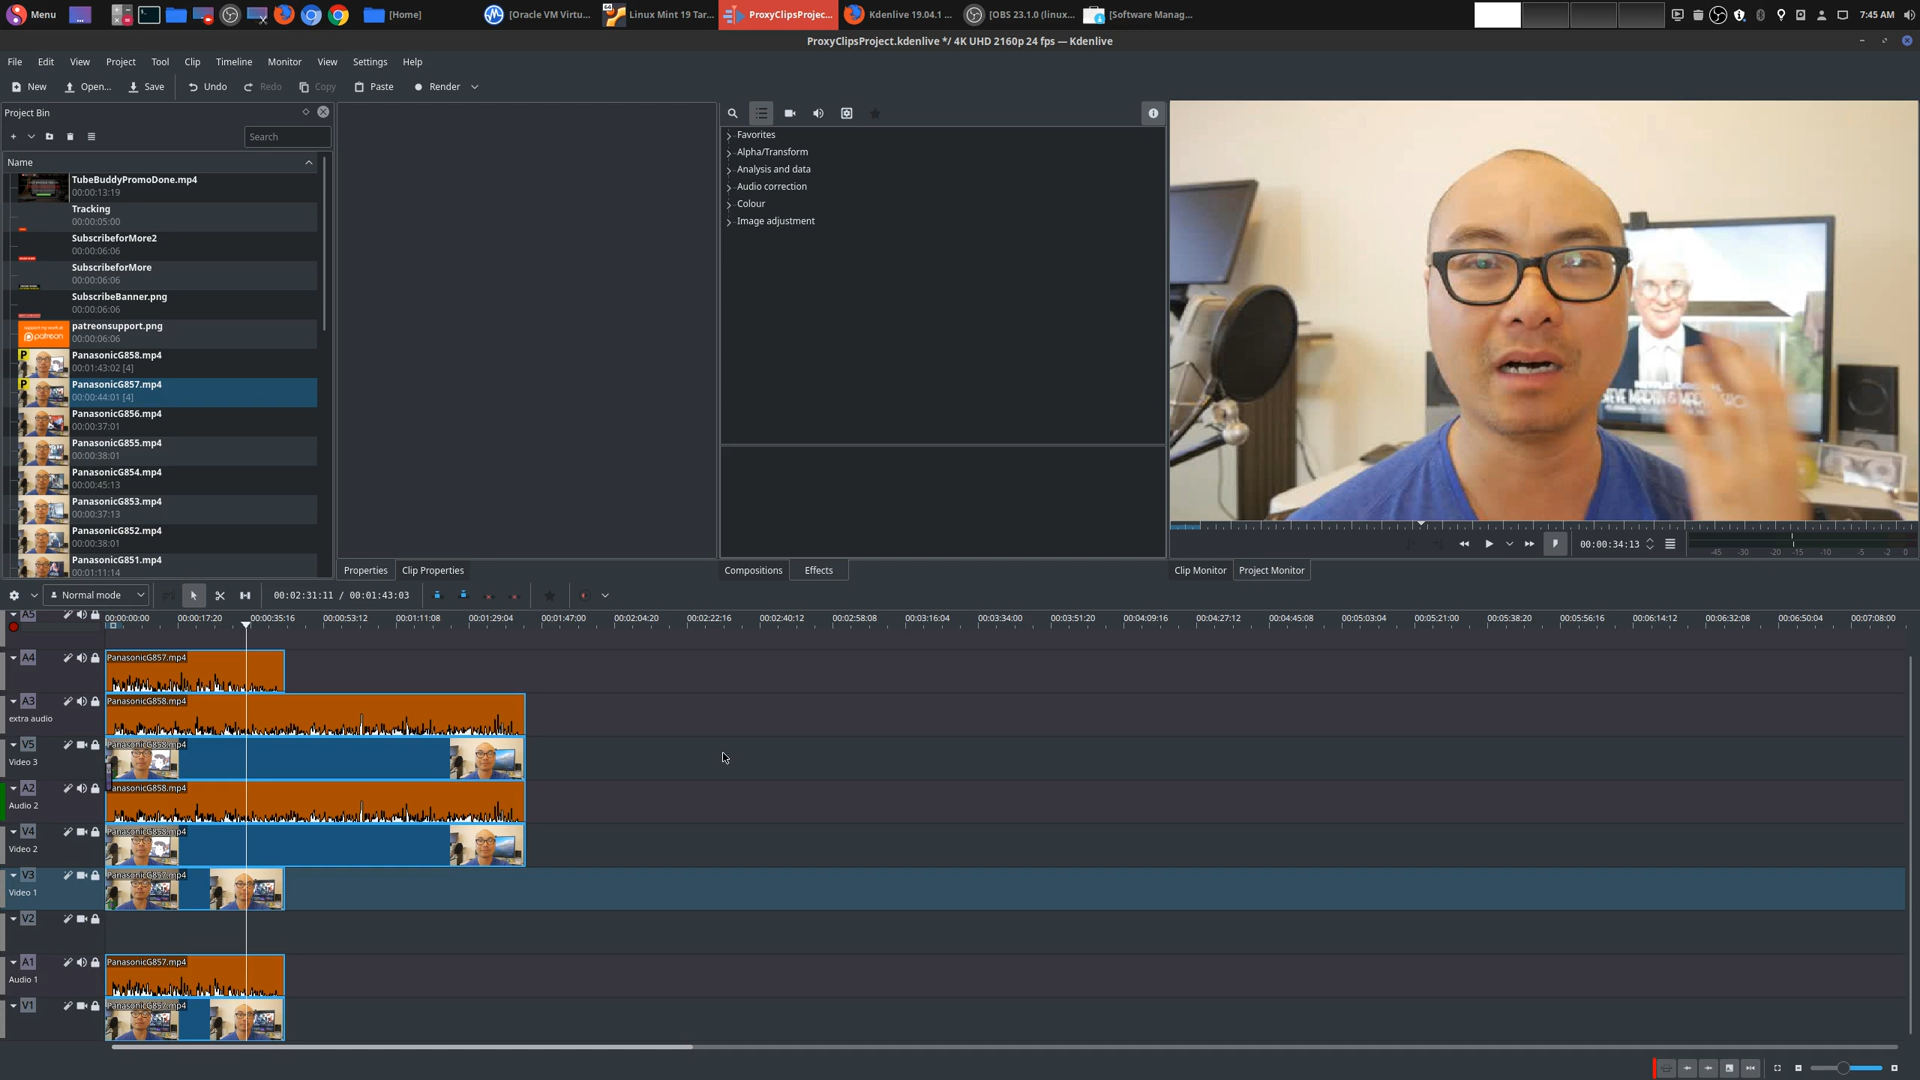 Menu
[Home]
[Oracle VM Virtu...
Linux Mint 19 Tar...
ProxyClipsProjec...
Kdenlive 19.04.1 ...
[OBS 23.1.0 (linux...
[Software Manag...
7:45 AM
ProxyClipsProject.kdenlive */ 4K UHD 2160p 24 fps — Kdenlive
File Edit View Project Tool Clip Timeline Monitor View Settings Help
New Open... Save Undo Redo Copy Paste Render
Project Bin
Search
Name
TubeBuddyPromoDone.mp4
00:00:13:19
Tracking
00:00:05:00
SubscribeforMore2
00:00:06:06
SubscribeforMore
00:00:06:06
SubscribeBanner.png
00:00:06:06
patreonsupport.png
00:00:06:06
patreon
P
PanasonicG858.mp4
00:01:43:02 [4]
P
PanasonicG857.mp4
00:00:44:01 [4]
PanasonicG856.mp4
00:00:37:01
PanasonicG855.mp4
00:00:38:01
PanasonicG854.mp4
00:00:45:13
PanasonicG853.mp4
00:00:37:13
PanasonicG852.mp4
00:00:38:01
PanasonicG851.mp4
00:01:11:14
Favorites
Alpha/Transform
Analysis and data
Audio correction
Colour
Image adjustment
00:00:34:13
-45 -30 -20 -15 -10 -5 -2 0
Properties Clip Properties
Compositions Effects
Clip Monitor Project Monitor
Normal mode
00:02:31:11 / 00:01:43:03
00:00:00:00 00:00:17:20 00:00:35:16 00:00:53:12 00:01:11:08 00:01:29:04 00:01:47:00 00:02:04:20 00:02:22:16 00:02:40:12 00:02:58:08 00:03:16:04 00:03:34:00 00:03:51:20 00:04:09:16 00:04:27:12 00:04:45:08 00:05:03:04 00:05:21:00 00:05:38:20 00:05:56:16 00:06:14:12 00:06:32:08 00:06:50:04 00:07:08:00
A5
A4
PanasonicG857.mp4
A3
extra audio
PanasonicG858.mp4
V5
Video 3
PanasonicG858.mp4
A2
Audio 2
PanasonicG858.mp4
V4
Video 2
PanasonicG858.mp4
V3
Video 1
PanasonicG857.mp4
V2
A1
Audio 1
PanasonicG857.mp4
V1
PanasonicG857.mp4